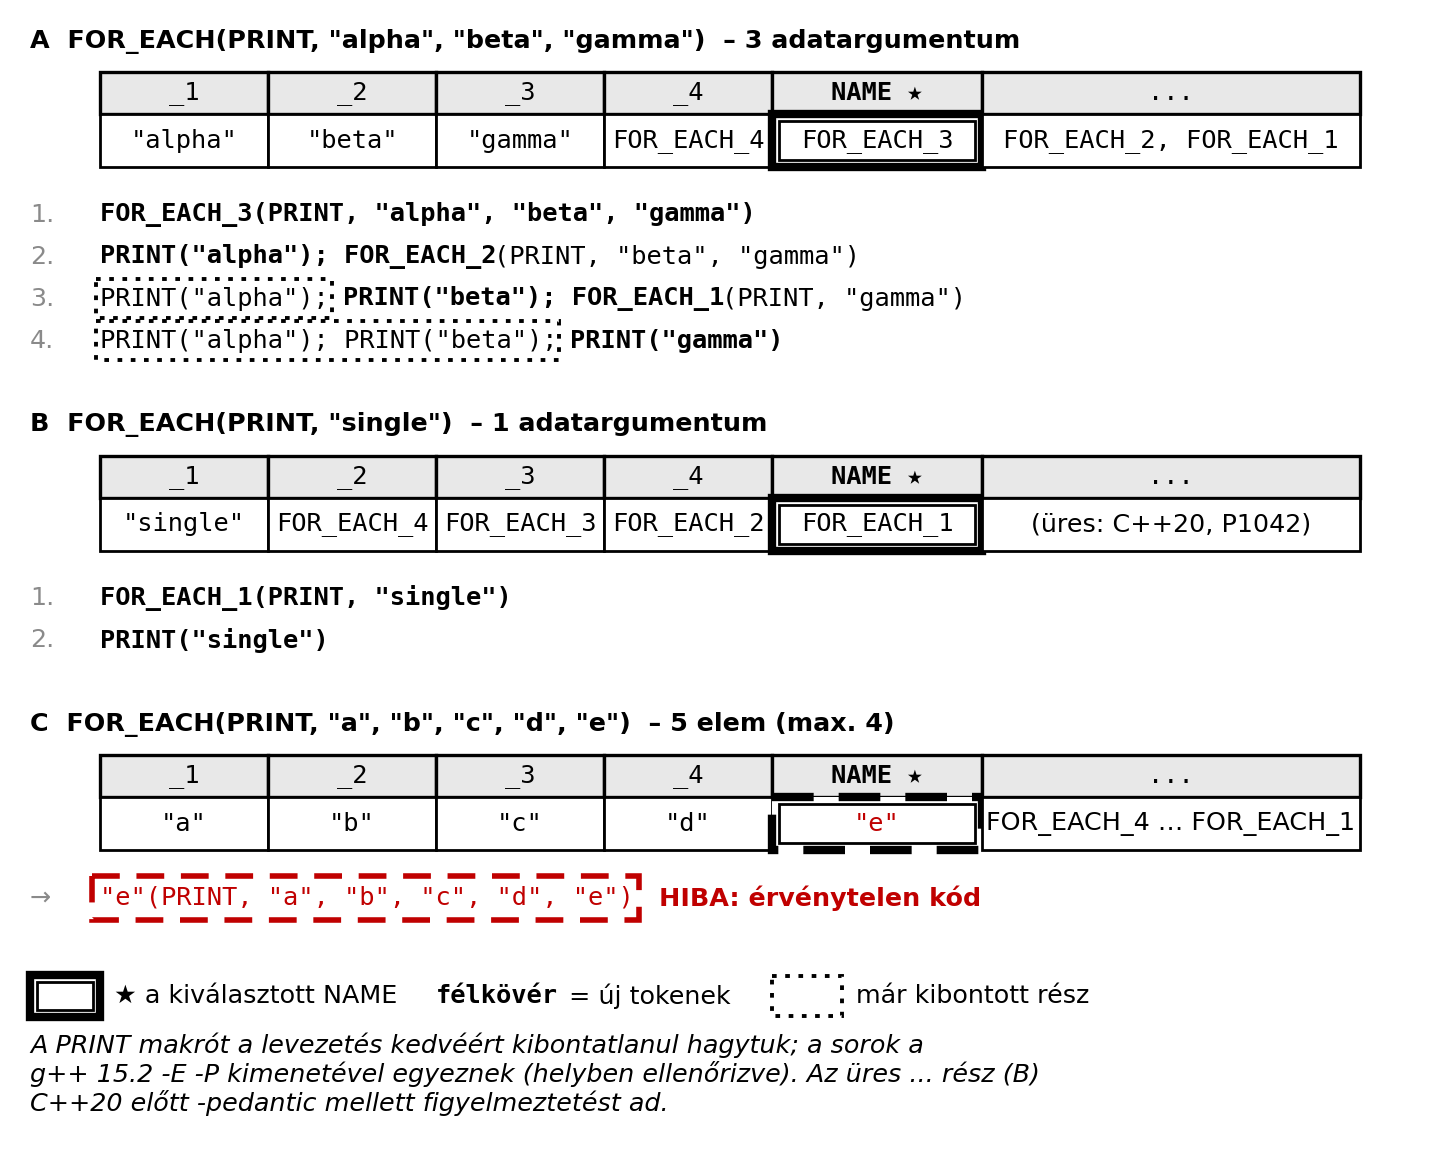 A FOR_EACH(PRINT, "alpha", "beta", "gamma") – 3 adatargumentum
_1 _2 _3 _4 NAME ★ ...
"alpha" "beta" "gamma" FOR_EACH_4 FOR_EACH_3 FOR_EACH_2, FOR_EACH_1
1. FOR_EACH_3(PRINT, "alpha", "beta", "gamma")
2. PRINT("alpha"); FOR_EACH_2(PRINT, "beta", "gamma")
3. PRINT("alpha"); PRINT("beta"); FOR_EACH_1(PRINT, "gamma")
4. PRINT("alpha"); PRINT("beta"); PRINT("gamma")
B FOR_EACH(PRINT, "single") – 1 adatargumentum
_1 _2 _3 _4 NAME ★ ...
"single" FOR_EACH_4 FOR_EACH_3 FOR_EACH_2 FOR_EACH_1 (üres: C++20, P1042)
1. FOR_EACH_1(PRINT, "single")
2. PRINT("single")
C FOR_EACH(PRINT, "a", "b", "c", "d", "e") – 5 elem (max. 4)
_1 _2 _3 _4 NAME ★ ...
"a" "b" "c" "d" "e" FOR_EACH_4 ... FOR_EACH_1
→ "e"(PRINT, "a", "b", "c", "d", "e") HIBA: érvénytelen kód
★ a kiválasztott NAME félkövér = új tokenek már kibontott rész
A PRINT makrót a levezetés kedvéért kibontatlanul hagytuk; a sorok a
g++ 15.2 -E -P kimenetével egyeznek (helyben ellenőrizve). Az üres ... rész (B)
C++20 előtt -pedantic mellett figyelmeztetést ad.